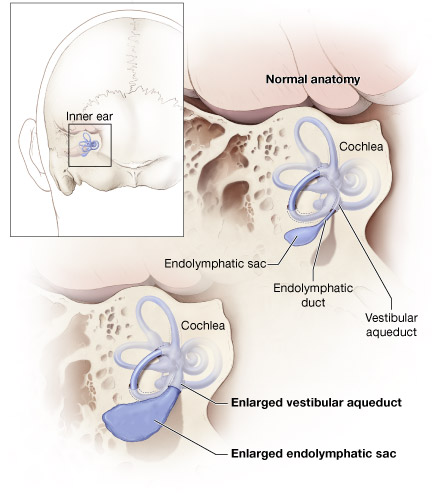 Normal anatomy
Inner ear
Cochlea
Endolymphatic sac
Endolymphatic
duct
Vestibular
aqueduct
Cochlea
Enlarged vestibular aqueduct
Enlarged endolymphatic sac